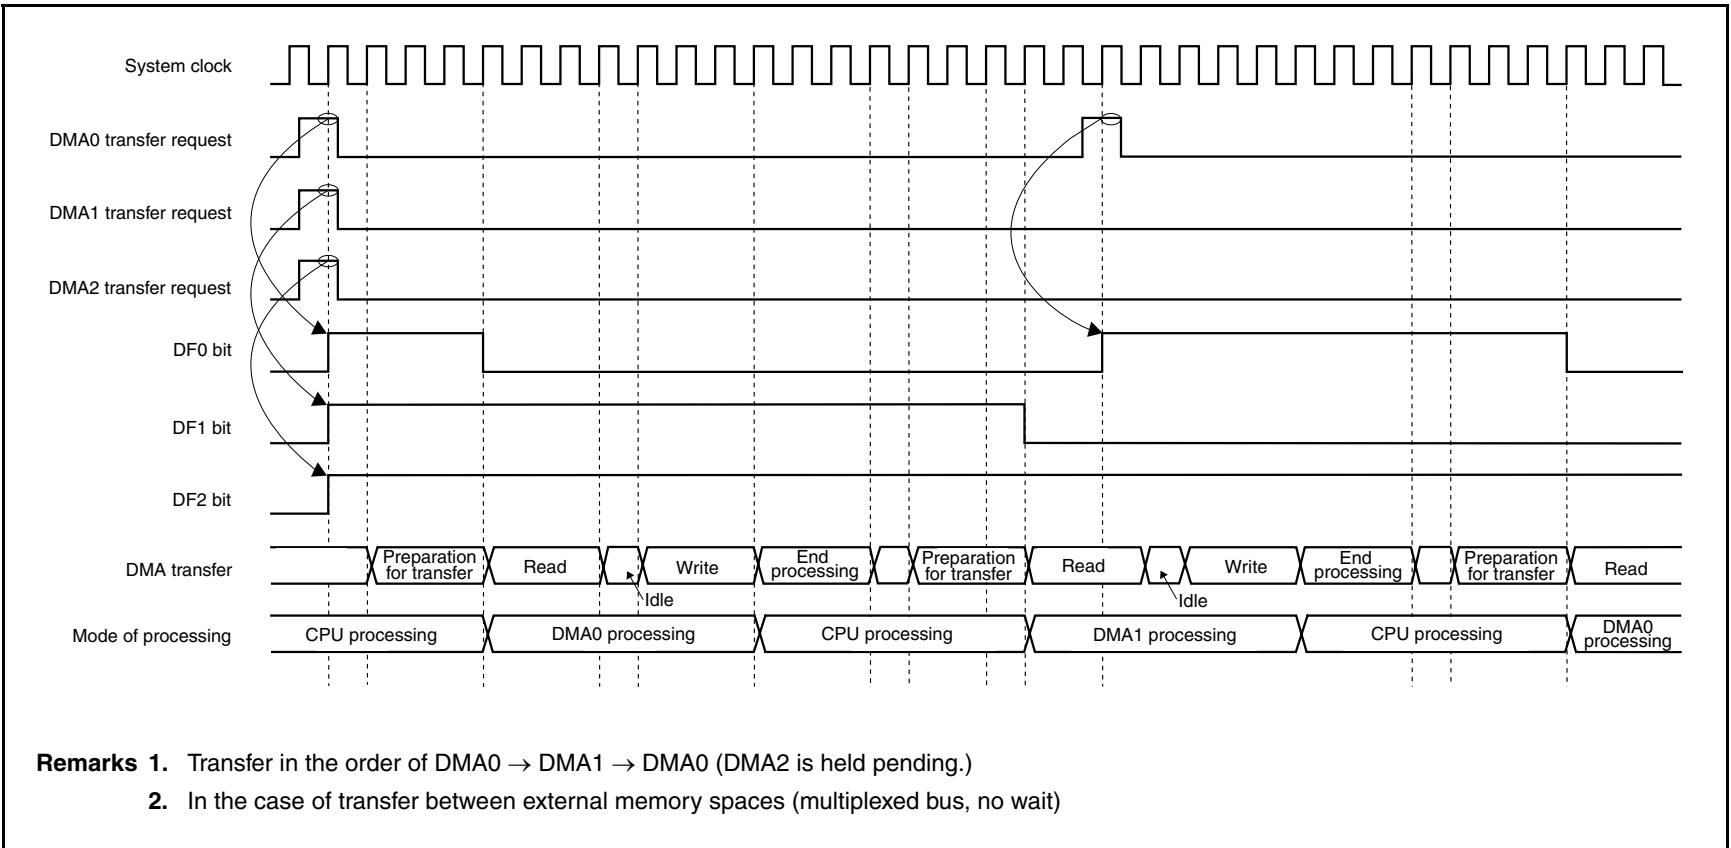 System clock
DMA0 transfer request
DMA1 transfer request
DMA2 transfer request
DF0 bit
DF1 bit
DF2 bit
DMA transfer
Preparation
for transfer
Read
Idle
Write
End
processing
Preparation
for transfer
Read
Idle
Write
End
processing
Preparation
for transfer
Read
Mode of processing
CPU processing
DMA0 processing
CPU processing
DMA1 processing
CPU processing
DMA0
processing
Remarks 1. Transfer in the order of DMA0 → DMA1 → DMA0 (DMA2 is held pending.)
2. In the case of transfer between external memory spaces (multiplexed bus, no wait)